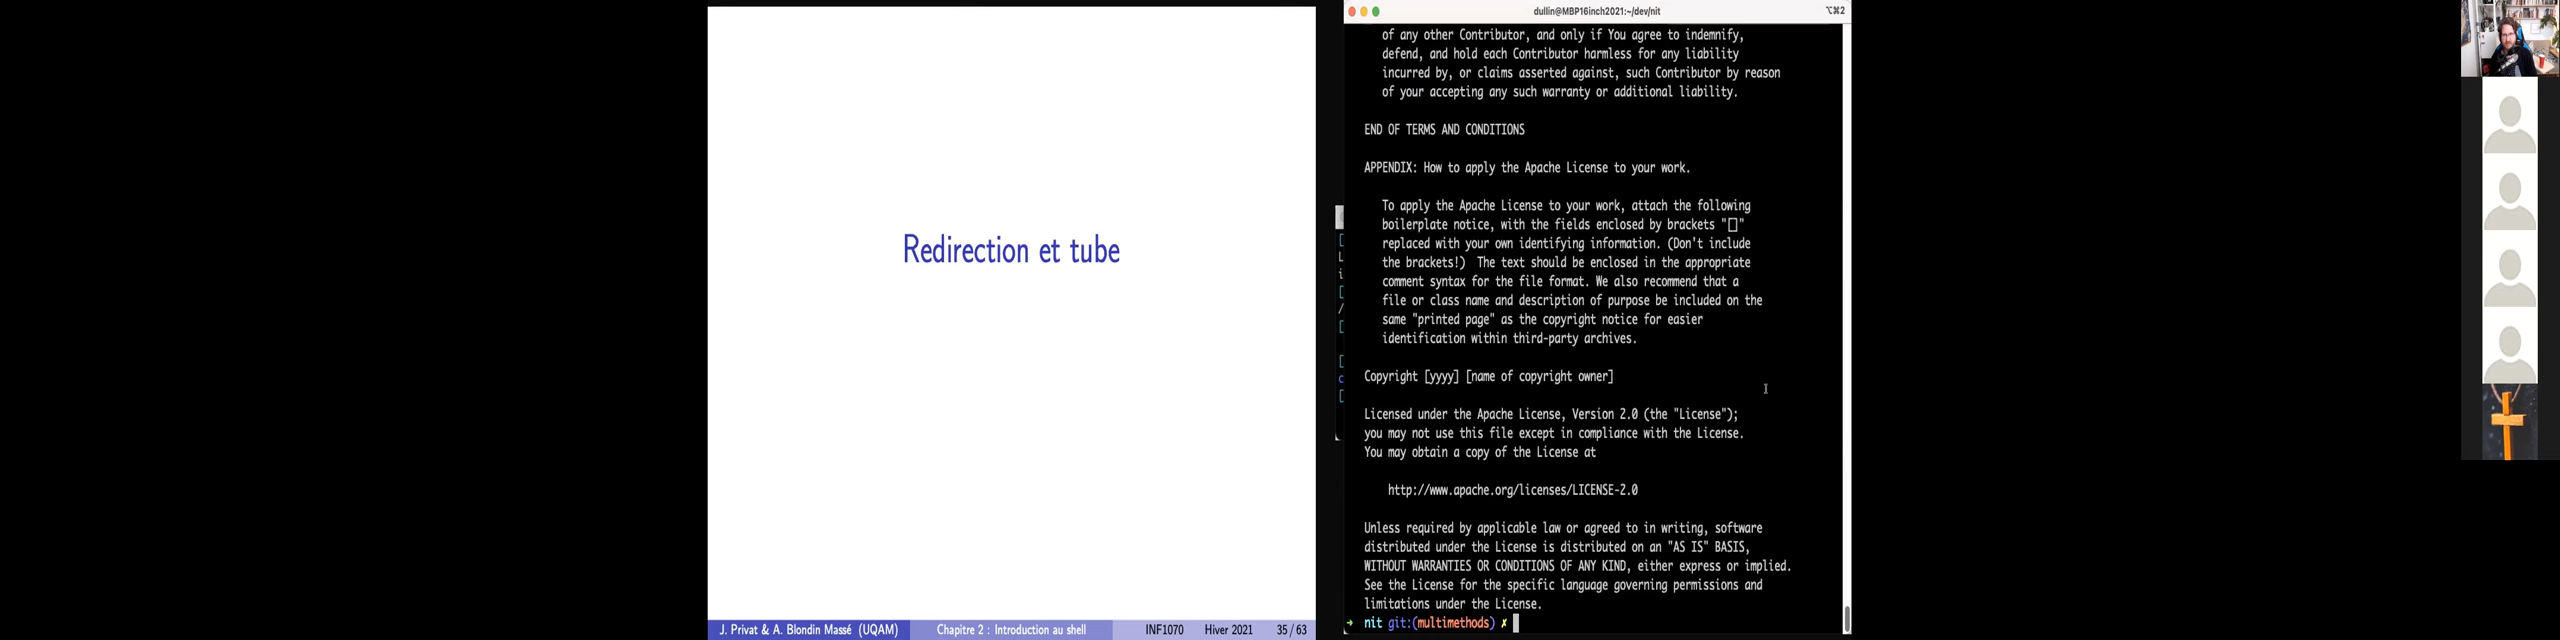 Redirection et tube
J. Privat & A. Blondin Massé (UQAM) Chapitre 2 : Introduction au shell INF1070 Hiver 2021 35 / 63
dullin@MBP16inch2021:~/dev/nit ⌥⌘2
of any other Contributor, and only if You agree to indemnify,
defend, and hold each Contributor harmless for any liability
incurred by, or claims asserted against, such Contributor by reason
of your accepting any such warranty or additional liability.
END OF TERMS AND CONDITIONS
APPENDIX: How to apply the Apache License to your work.
To apply the Apache License to your work, attach the following
boilerplate notice, with the fields enclosed by brackets "[]"
replaced with your own identifying information. (Don't include
the brackets!) The text should be enclosed in the appropriate
comment syntax for the file format. We also recommend that a
file or class name and description of purpose be included on the
same "printed page" as the copyright notice for easier
identification within third-party archives.
Copyright [yyyy] [name of copyright owner]
Licensed under the Apache License, Version 2.0 (the "License");
you may not use this file except in compliance with the License.
You may obtain a copy of the License at
http://www.apache.org/licenses/LICENSE-2.0
Unless required by applicable law or agreed to in writing, software
distributed under the License is distributed on an "AS IS" BASIS,
WITHOUT WARRANTIES OR CONDITIONS OF ANY KIND, either express or implied.
See the License for the specific language governing permissions and
limitations under the License.
➜ nit git:(multimethods) ✗